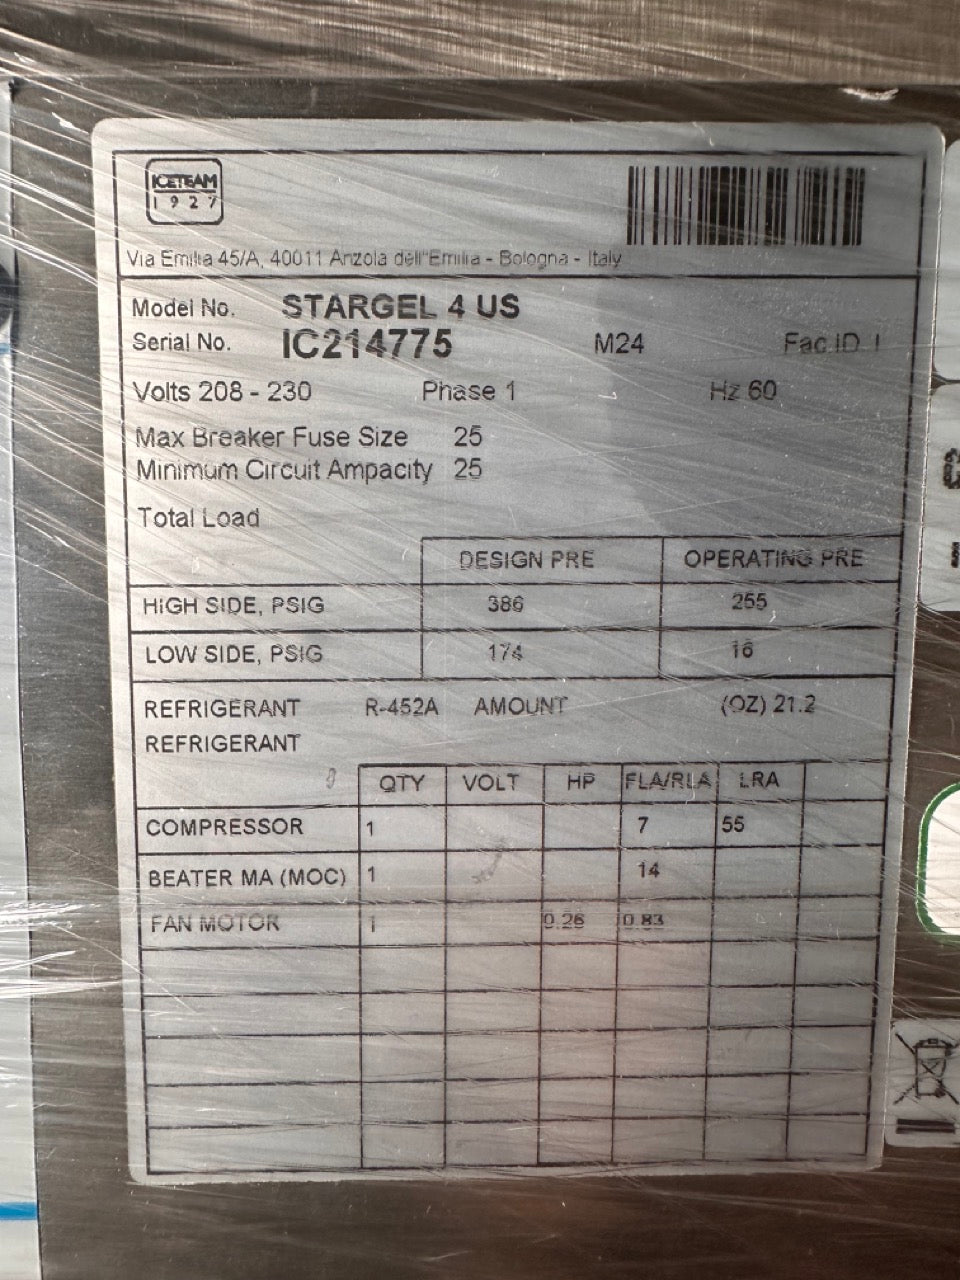 ICETEAM
1927
Via Emilia 45/A, 40011 Anzola dell'Emilia - Bologna - Italy
Model No. STARGEL 4 US
Serial No. IC214775 M24 Fac.ID I
Volts 208 - 230 Phase 1 Hz 60
Max Breaker Fuse Size 25
Minimum Circuit Ampacity 25
Total Load
DESIGN PRE OPERATING PRE
HIGH SIDE, PSIG 386 255
LOW SIDE, PSIG 174 16
REFRIGERANT R-452A AMOUNT (OZ) 21.2
REFRIGERANT
QTY VOLT HP FLA/RLA LRA
COMPRESSOR 1 7 55
BEATER MA (MOC) 1 14
FAN MOTOR 1 0.26 0.83